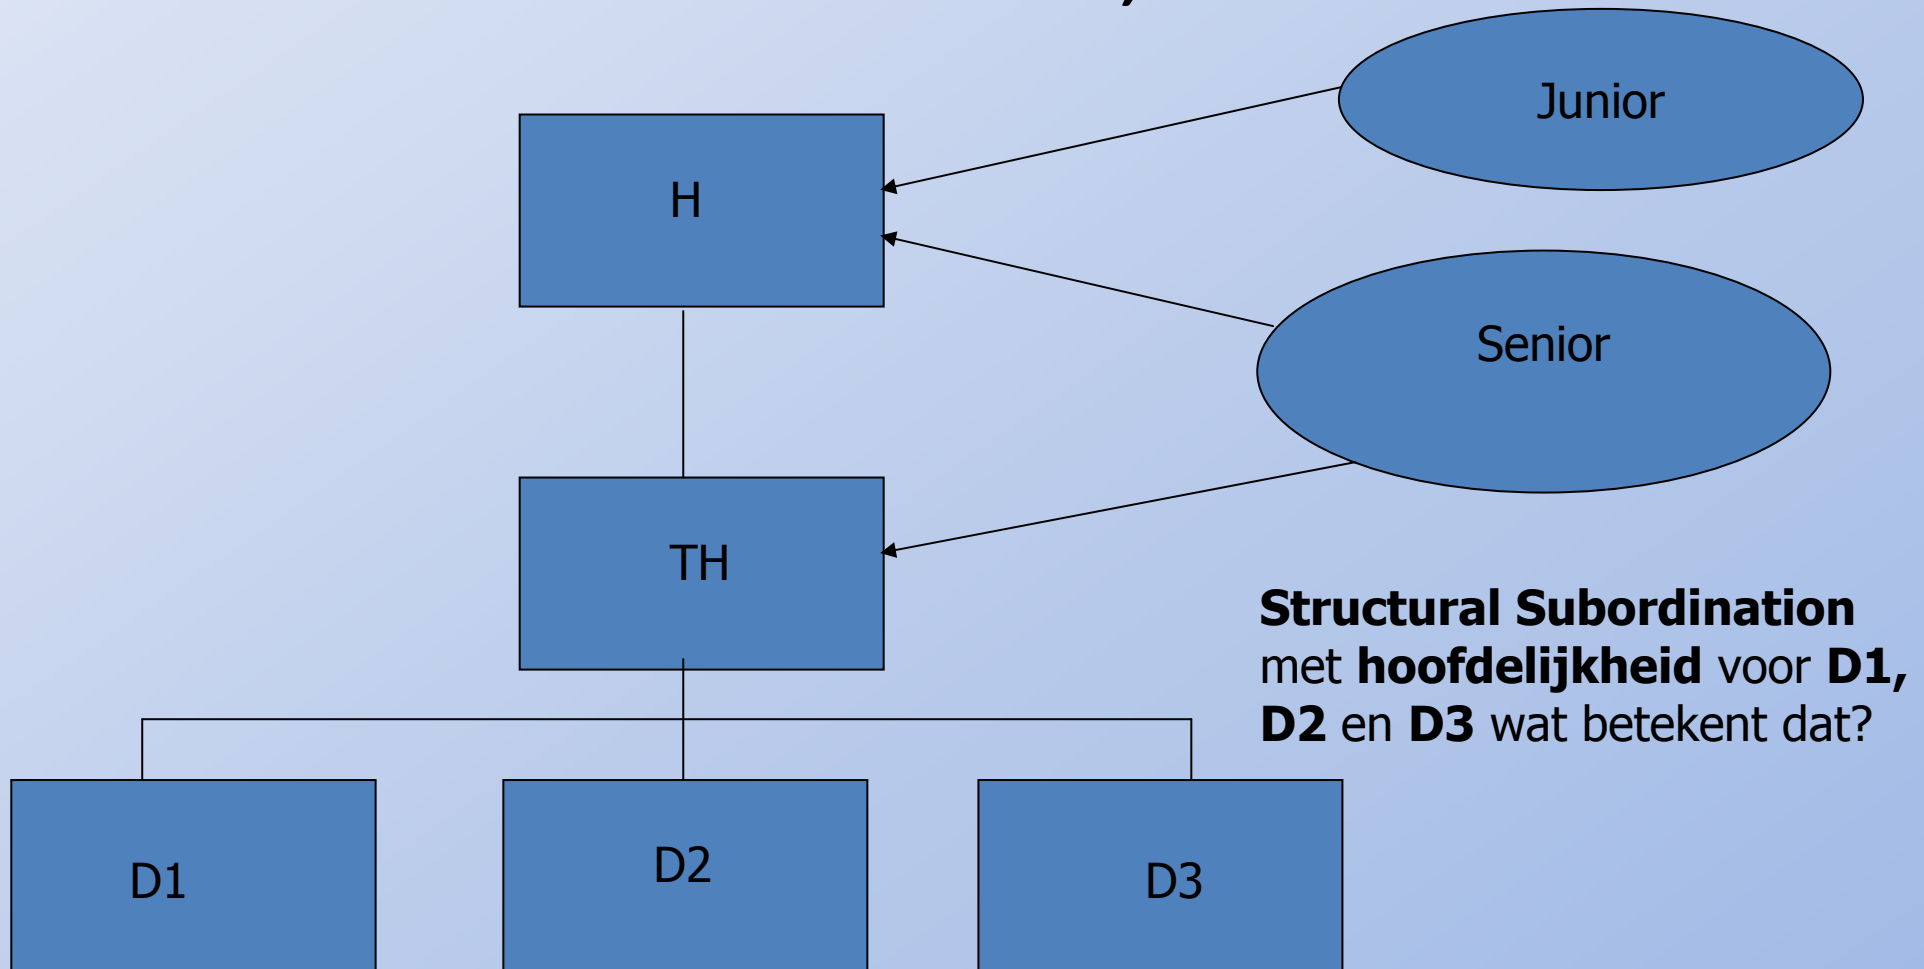 Junior
H
Senior
TH
Structural Subordination
met hoofdelijkheid voor D1,
D2 en D3 wat betekent dat?
D1
D2
D3